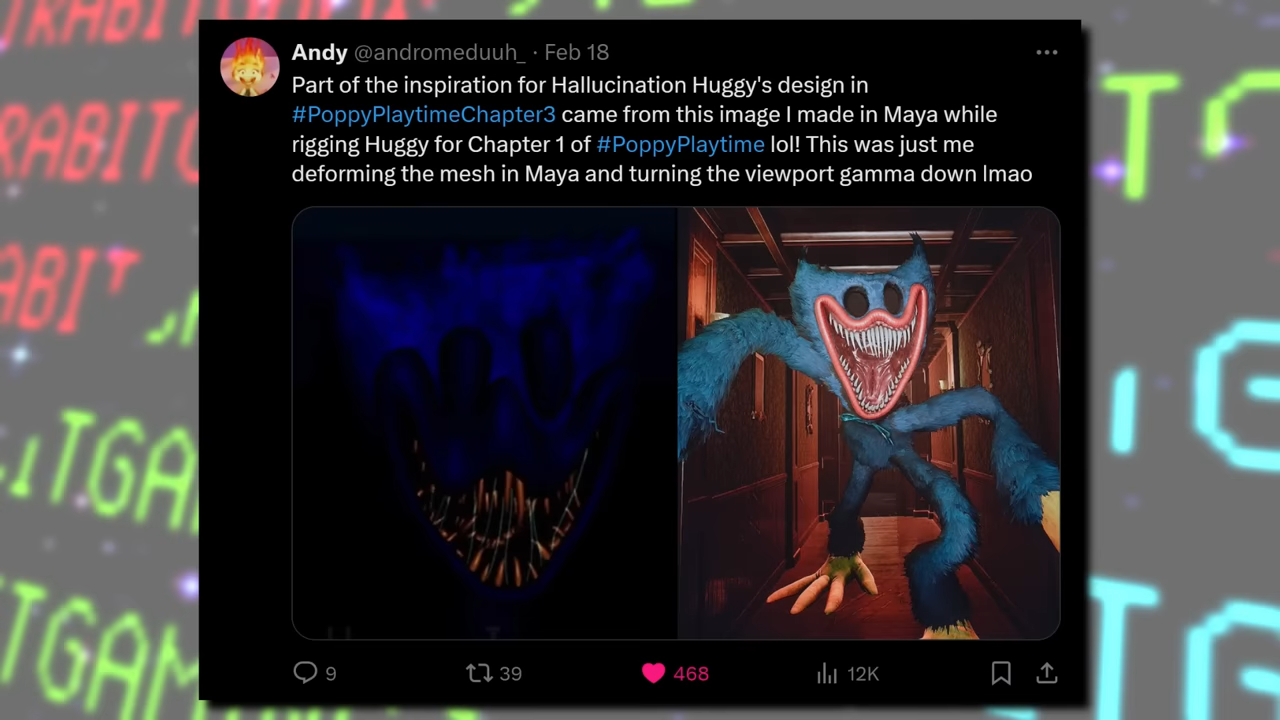 Andy @andromeduuh_ · Feb 18
Part of the inspiration for Hallucination Huggy's design in
#PoppyPlaytimeChapter3 came from this image I made in Maya while
rigging Huggy for Chapter 1 of #PoppyPlaytime lol! This was just me
deforming the mesh in Maya and turning the viewport gamma down lmao
9 39 468 12K